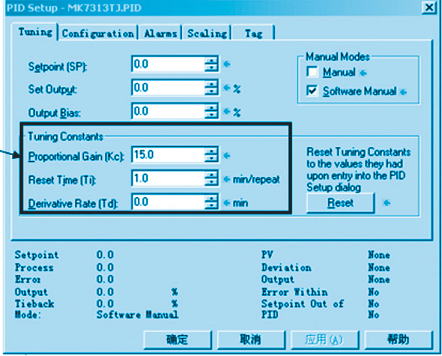 PID Setup - MK7313TJ.PID
Tuning Configuration Alarms Scaling Tag
Setpoint (SP): 0.0
Set Output: 0.0 %
Output Bias: 0.0 %
Manual Modes
Manual
Software Manual
Tuning Constants
Proportional Gain (Kc): 15.0
Reset Time (Ti): 1.0 min/repeat
Derivative Rate (Td): 0.0 min
Reset Tuning Constants
to the values they had
upon entry into the PID
Setup dialog
Reset
Setpoint 0.0 PV None
Process 0.0 Deviation None
Error 0.0 Output None
Output 0.0 % Error Within No
Tieback 0.0 % Setpoint Out of No
Mode: Software Manual PID No
确定 取消 应用(A) 帮助